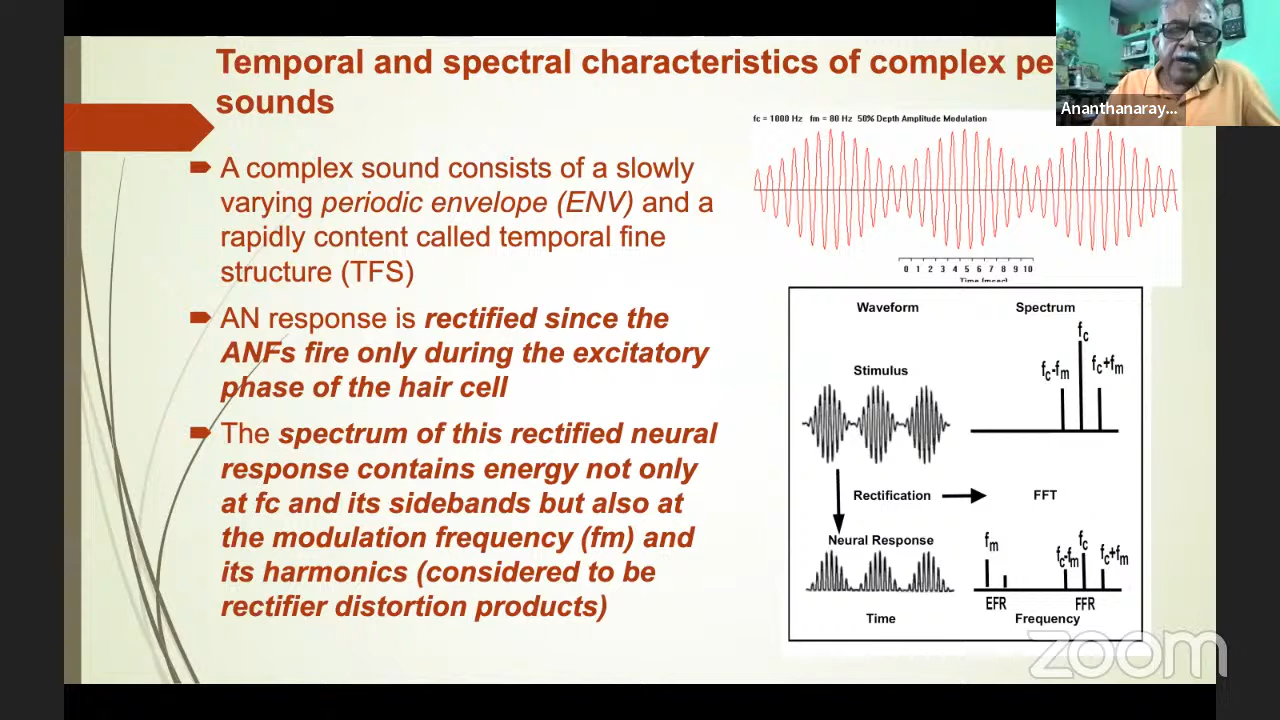 Temporal and spectral characteristics of complex pe
sounds
Ananthanaray...
fc = 1000 Hz fm = 80 Hz 50% Depth Amplitude Modulation
0 1 2 3 4 5 6 7 8 9 10
Time (msec)
A complex sound consists of a slowly
varying periodic envelope (ENV) and a
rapidly content called temporal fine
structure (TFS)
AN response is rectified since the
ANFs fire only during the excitatory
phase of the hair cell
The spectrum of this rectified neural
response contains energy not only
at fc and its sidebands but also at
the modulation frequency (fm) and
its harmonics (considered to be
rectifier distortion products)
Waveform Spectrum
fc
fc-fm fc+fm
Stimulus
Rectification FFT
Neural Response
fm fc-fm fc fc+fm
EFR FFR
Time Frequency
zoom